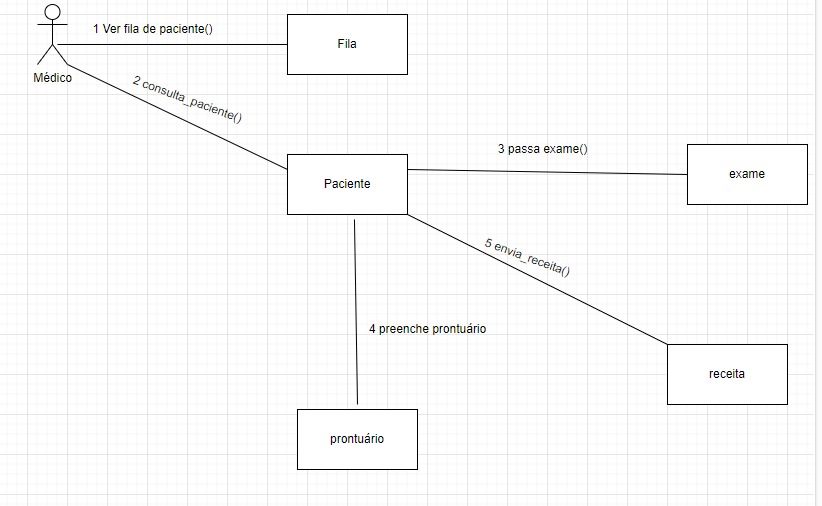 1 Ver fila de paciente()
Fila
Médico
2 consulta_paciente()
3 passa exame()
Paciente
exame
5 envia_receita()
4 preenche prontuário
receita
prontuário